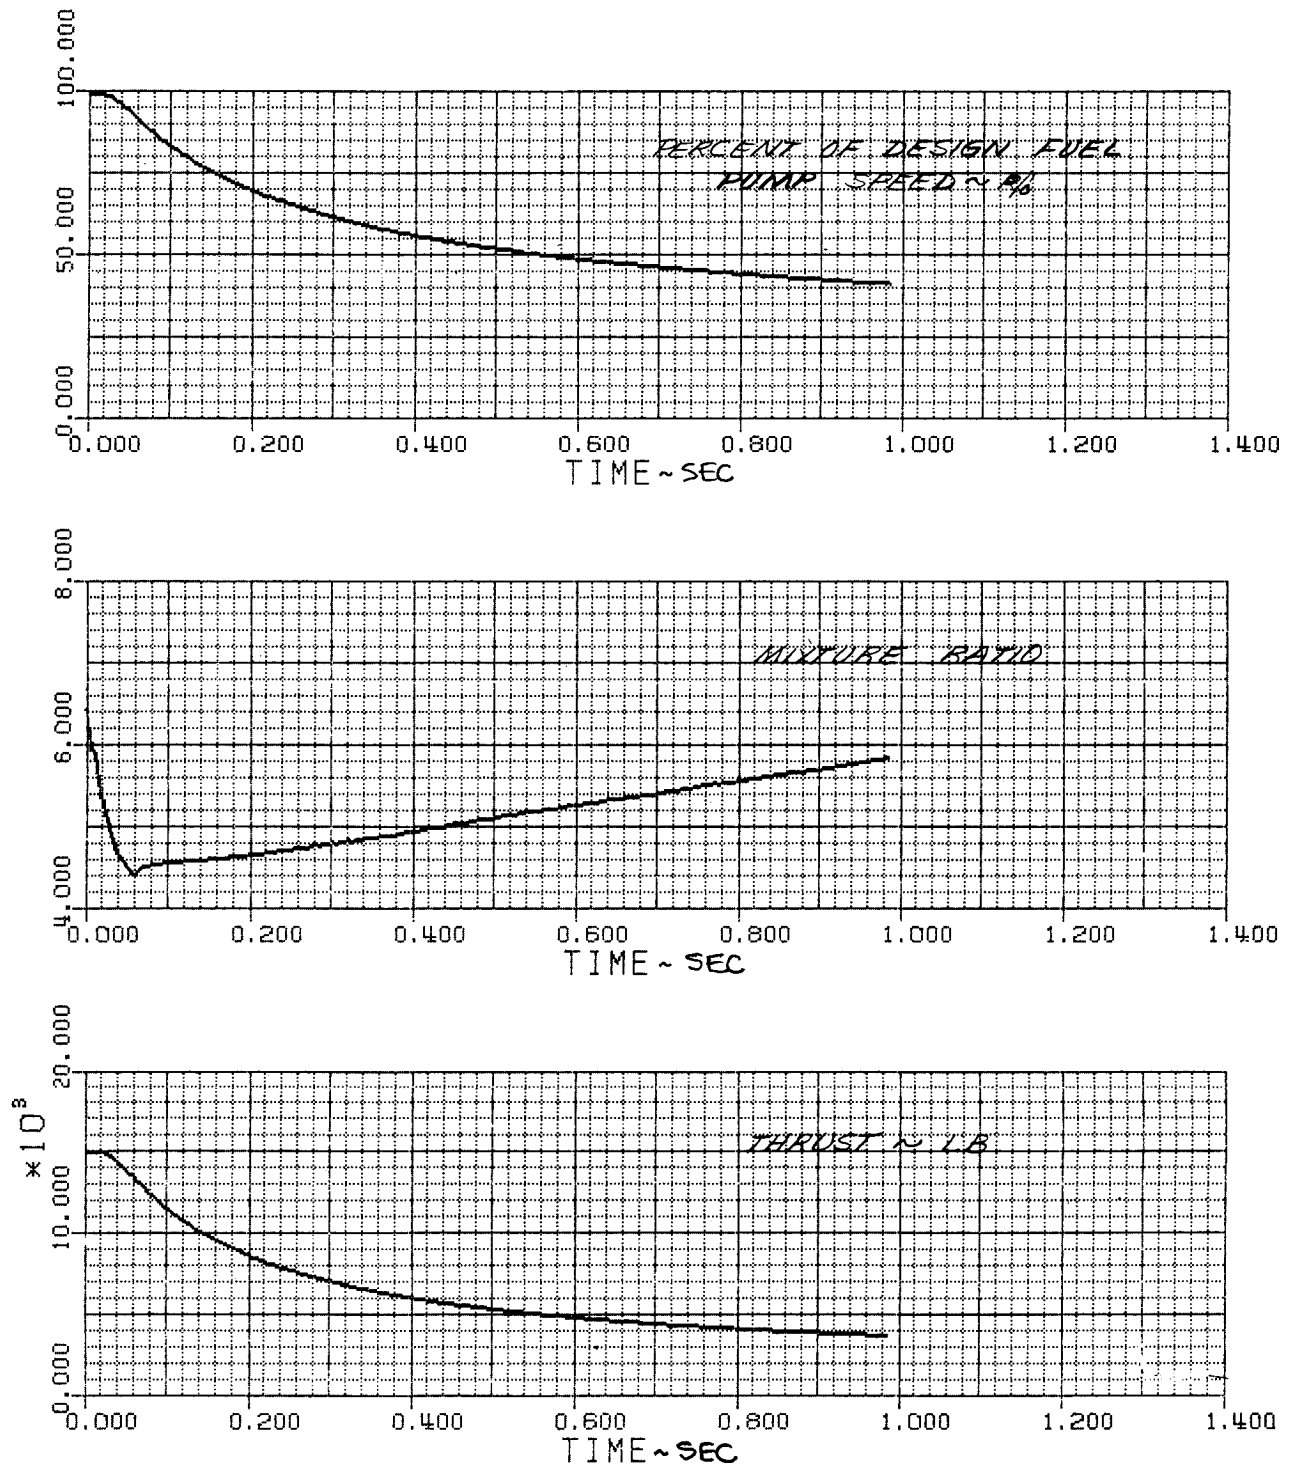 100.000
50.000
0.000
PERCENT OF DESIGN FUEL
PUMP SPEED ~ %
0.000 0.200 0.400 0.600 0.800 1.000 1.200 1.400
TIME ~ SEC
8.000
6.000
4.000
MIXTURE RATIO
0.000 0.200 0.400 0.600 0.800 1.000 1.200 1.400
TIME ~ SEC
*10³
20.000
10.000
0.000
THRUST ~ LB
0.000 0.200 0.400 0.600 0.800 1.000 1.200 1.400
TIME ~ SEC